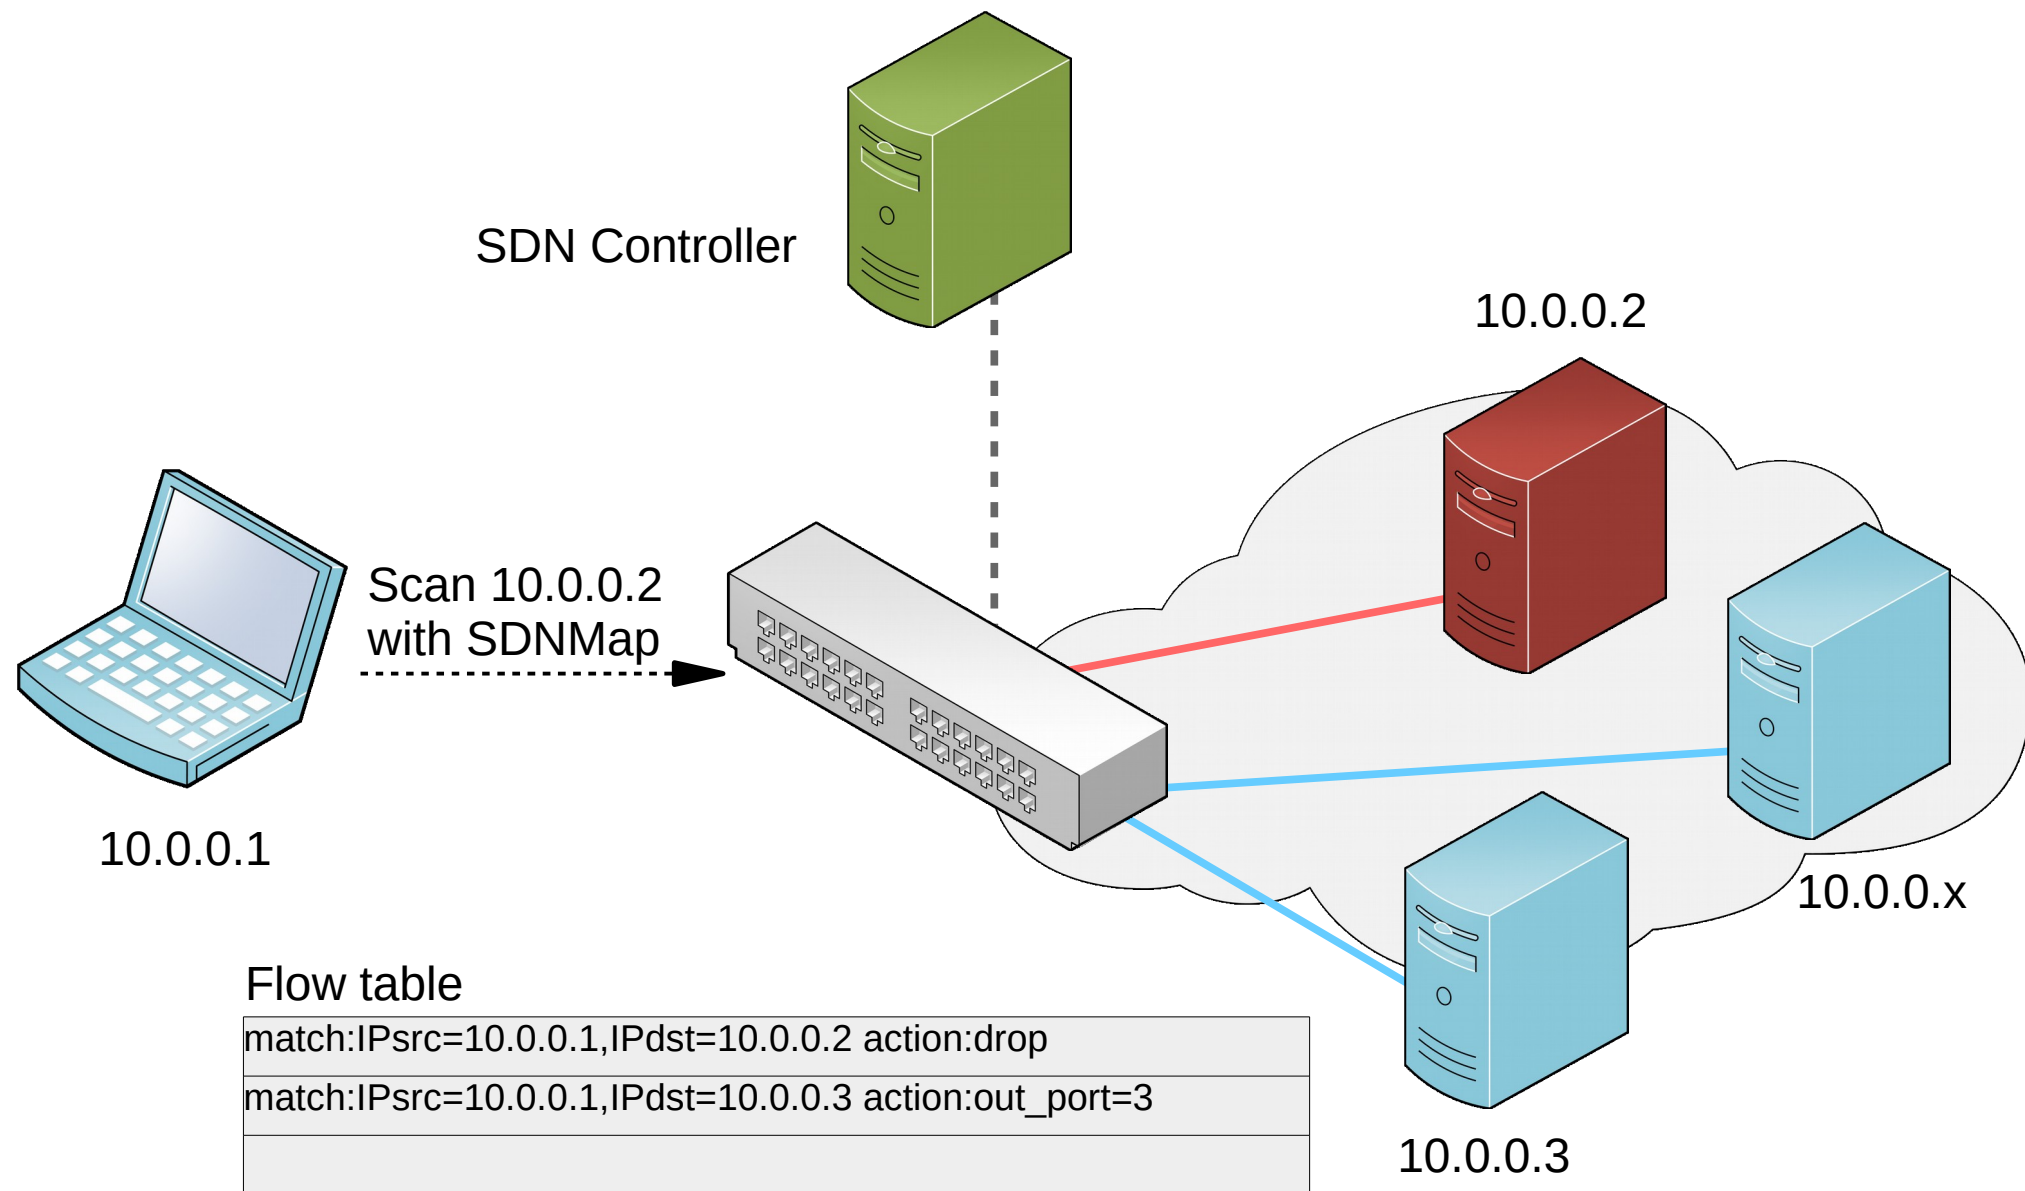 SDN Controller
10.0.0.2
Scan 10.0.0.2
with SDNMap
10.0.0.1
10.0.0.x
Flow table
match:IPsrc=10.0.0.1,IPdst=10.0.0.2 action:drop
match:IPsrc=10.0.0.1,IPdst=10.0.0.3 action:out_port=3
10.0.0.3